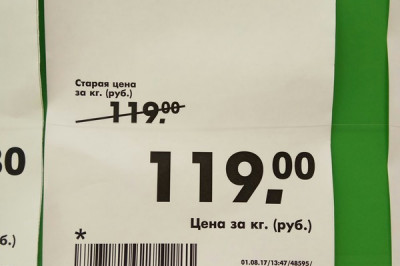 Старая цена
за кг. (руб.)
119.00
30
119.00
Цена за кг. (руб.)
б.)
*
01.08.17/13:47/48595/